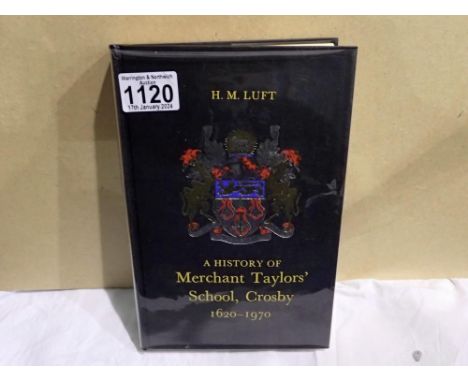 Warrington & Northwich
Auction
1120
17th January 2024
H. M. LUFT
A HISTORY OF
Merchant Taylors'
School, Crosby
1620–1970